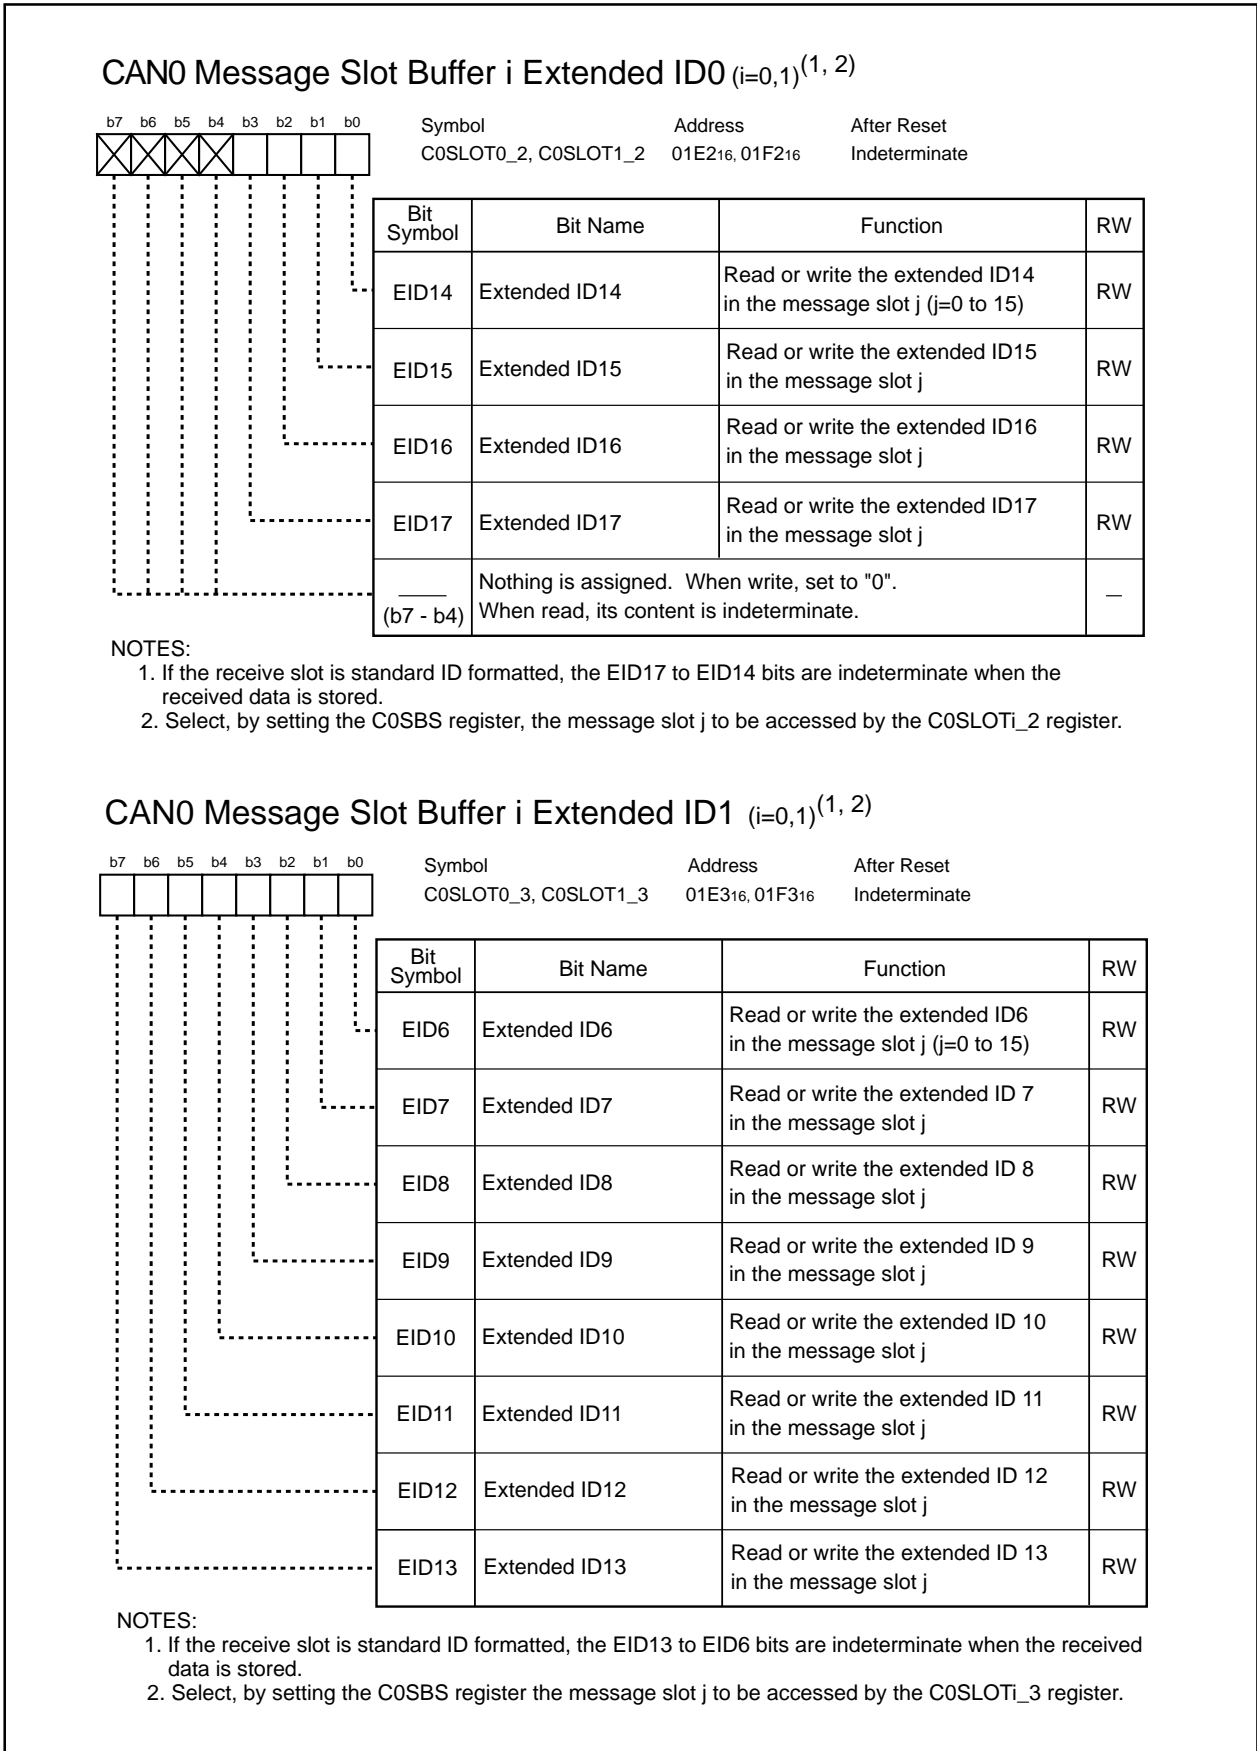 CAN0 Message Slot Buffer i Extended ID0 (i=0,1)(1, 2)
b7 b6 b5 b4 b3 b2 b1 b0
Symbol Address After Reset
C0SLOT0_2, C0SLOT1_2 01E216, 01F216 Indeterminate
Bit Symbol Bit Name Function RW
EID14 Extended ID14 Read or write the extended ID14 in the message slot j (j=0 to 15) RW
EID15 Extended ID15 Read or write the extended ID15 in the message slot j RW
EID16 Extended ID16 Read or write the extended ID16 in the message slot j RW
EID17 Extended ID17 Read or write the extended ID17 in the message slot j RW
(b7 - b4) Nothing is assigned. When write, set to "0". When read, its content is indeterminate. —
NOTES:
1. If the receive slot is standard ID formatted, the EID17 to EID14 bits are indeterminate when the
received data is stored.
2. Select, by setting the C0SBS register, the message slot j to be accessed by the C0SLOTi_2 register.
CAN0 Message Slot Buffer i Extended ID1 (i=0,1)(1, 2)
b7 b6 b5 b4 b3 b2 b1 b0
Symbol Address After Reset
C0SLOT0_3, C0SLOT1_3 01E316, 01F316 Indeterminate
Bit Symbol Bit Name Function RW
EID6 Extended ID6 Read or write the extended ID6 in the message slot j (j=0 to 15) RW
EID7 Extended ID7 Read or write the extended ID 7 in the message slot j RW
EID8 Extended ID8 Read or write the extended ID 8 in the message slot j RW
EID9 Extended ID9 Read or write the extended ID 9 in the message slot j RW
EID10 Extended ID10 Read or write the extended ID 10 in the message slot j RW
EID11 Extended ID11 Read or write the extended ID 11 in the message slot j RW
EID12 Extended ID12 Read or write the extended ID 12 in the message slot j RW
EID13 Extended ID13 Read or write the extended ID 13 in the message slot j RW
NOTES:
1. If the receive slot is standard ID formatted, the EID13 to EID6 bits are indeterminate when the received
data is stored.
2. Select, by setting the C0SBS register the message slot j to be accessed by the C0SLOTi_3 register.